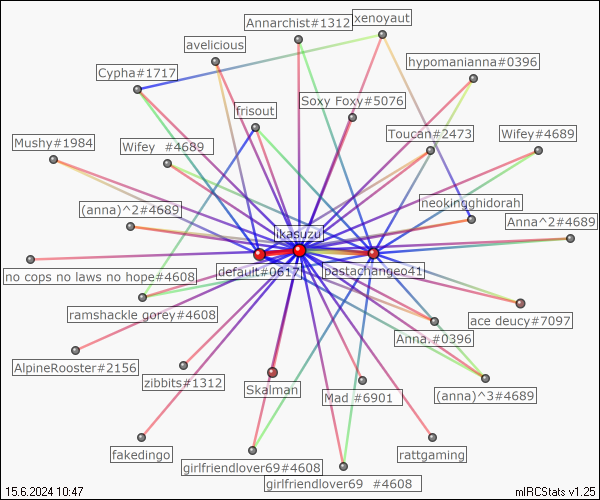 Annarchist#1312
xenoyaut
avelicious
hypomanianna#0396
Cypha#1717
Soxy Foxy#5076
frisout
Toucan#2473
Wifey#4689
Mushy#1984
Wifey #4689
neokingghidorah
(anna)^2#4689
Anna^2#4689
ikasuzu
default#0617
pastachangeo41
no cops no laws no hope#4608
ramshackle gorey#4608
ace deucy#7097
Anna.#0396
AlpineRooster#2156
zibbits#1312
Skalman
Mad #6901
(anna)^3#4689
fakedingo
rattgaming
girlfriendlover69#4608
girlfriendlover69 #4608
15.6.2024 10:47
mIRCStats v1.25